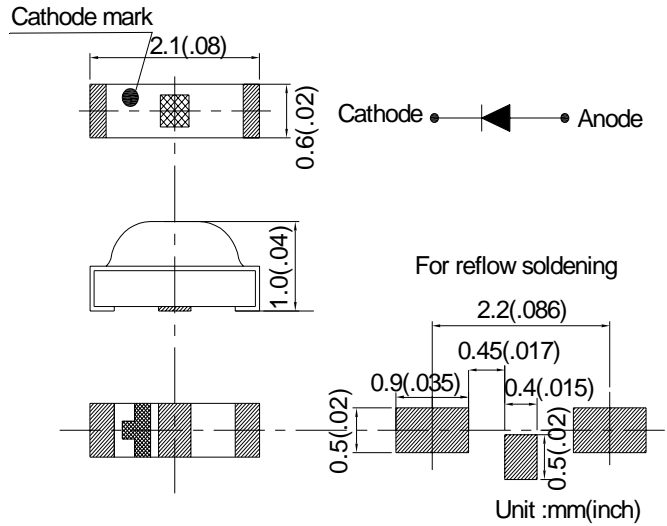 Cathode mark
2.1(.08)
0.6(.02)
Cathode
Anode
1.0(.04)
For reflow soldening
2.2(.086)
0.45(.017)
0.9(.035)
0.4(.015)
0.5(.02)
0.5(.02)
Unit :mm(inch)